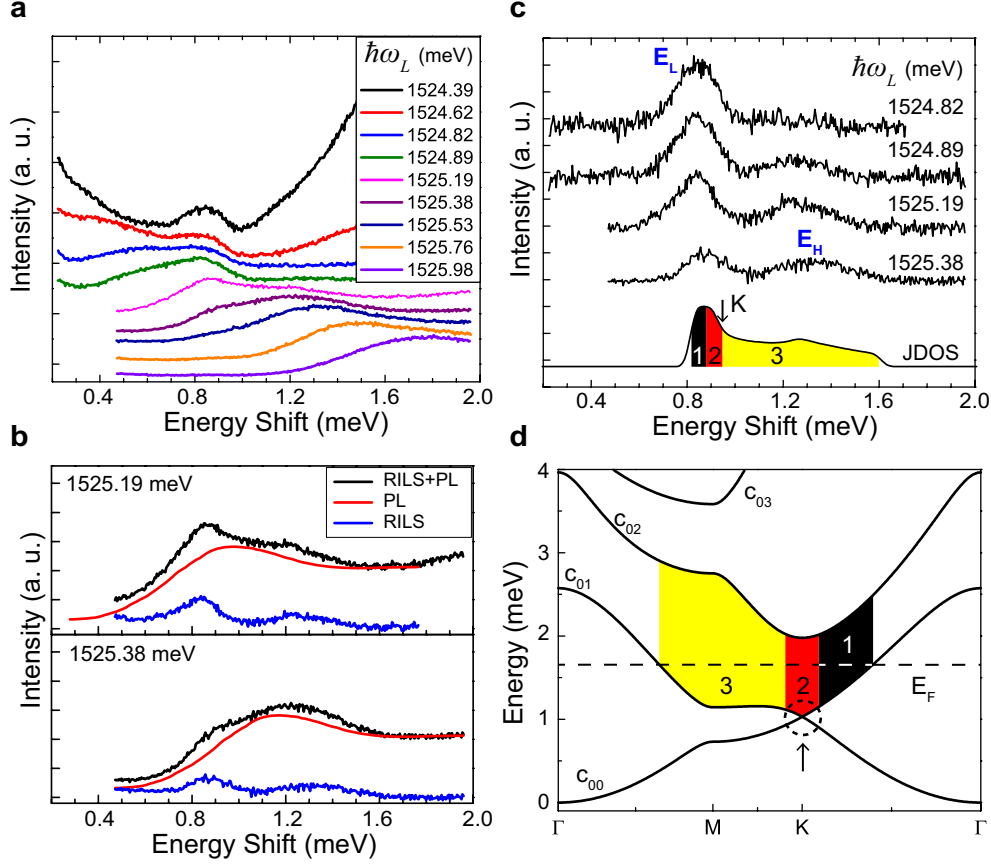 a
Intensity (a. u.)
ħω_L (meV)
1524.39
1524.62
1524.82
1524.89
1525.19
1525.38
1525.53
1525.76
1525.98
0.4 0.8 1.2 1.6 2.0
Energy Shift (meV)
b
Intensity (a. u.)
1525.19 meV
RILS+PL
PL
RILS
1525.38 meV
0.4 0.8 1.2 1.6 2.0
Energy Shift (meV)
c
Intensity (a. u.)
E_L
ħω_L (meV)
1524.82
1524.89
1525.19
E_H
1525.38
K
1 2 3
JDOS
0.4 0.8 1.2 1.6 2.0
Energy Shift (meV)
d
Energy (meV)
4
3
2
1
0
c_03
c_02
c_01
c_00
1
2
3
E_F
Γ M K Γ